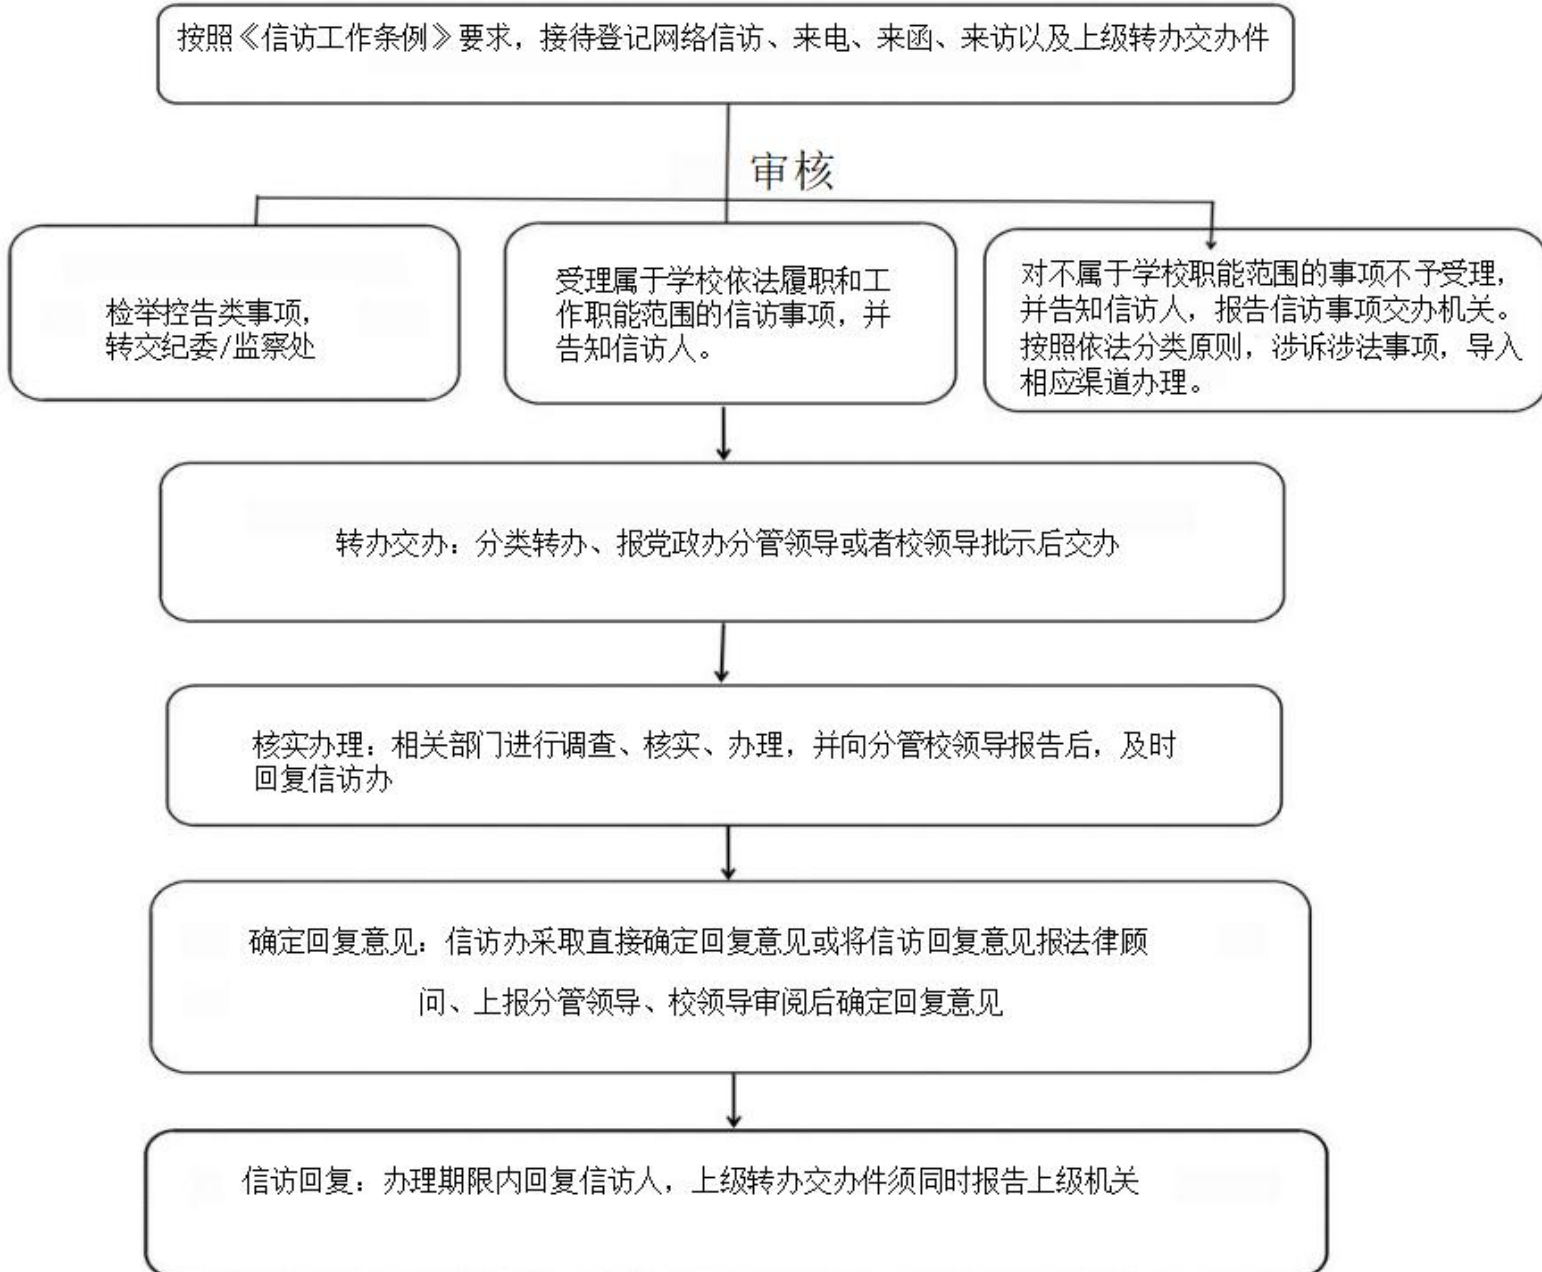 按照《信访工作条例》要求，接待登记网络信访、来电、来函、来访以及上级转办交办件
审核
检举控告类事项，
转交纪委/监察处
受理属于学校依法履职和工
作职能范围的信访事项，并
告知信访人。
对不属于学校职能范围的事项不予受理，
并告知信访人，报告信访事项交办机关。
按照依法分类原则，涉诉涉法事项，导入
相应渠道办理。
转办交办：分类转办、报党政办分管领导或者校领导批示后交办
核实办理：相关部门进行调查、核实、办理，并向分管校领导报告后，及时
回复信访办
确定回复意见：信访办采取直接确定回复意见或将信访回复意见报法律顾
问、上报分管领导、校领导审阅后确定回复意见
信访回复：办理期限内回复信访人，上级转办交办件须同时报告上级机关